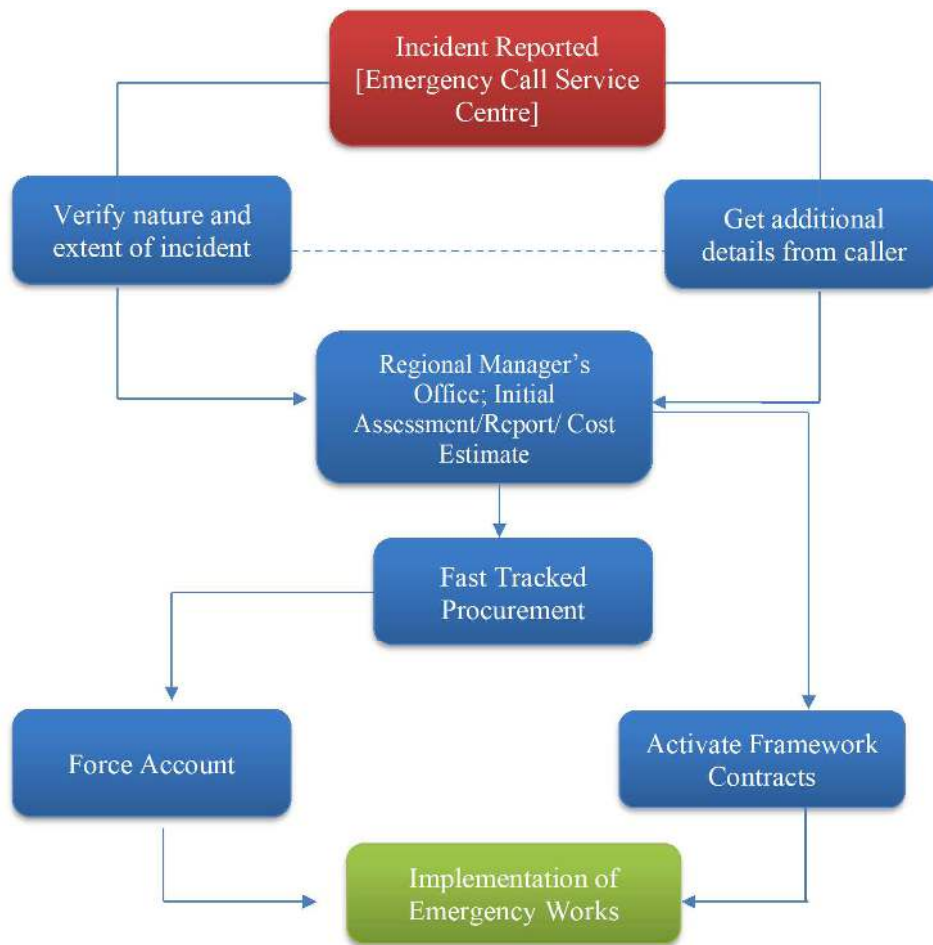 Incident Reported
[Emergency Call Service
Centre]
Verify nature and
extent of incident
Get additional
details from caller
Regional Manager’s
Office; Initial
Assessment/Report/ Cost
Estimate
Fast Tracked
Procurement
Force Account
Activate Framework
Contracts
Implementation of
Emergency Works